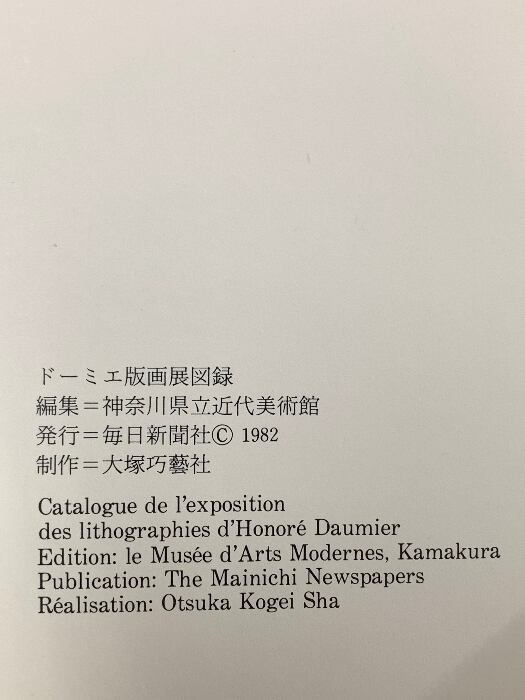 ドーミエ版画展図録
編集＝神奈川県立近代美術館
発行＝毎日新聞社Ⓒ 1982
制作＝大塚巧藝社
Catalogue de l'exposition
des lithographies d'Honoré Daumier
Edition: le Musée d'Arts Modernes, Kamakura
Publication: The Mainichi Newspapers
Réalisation: Otsuka Kogei Sha